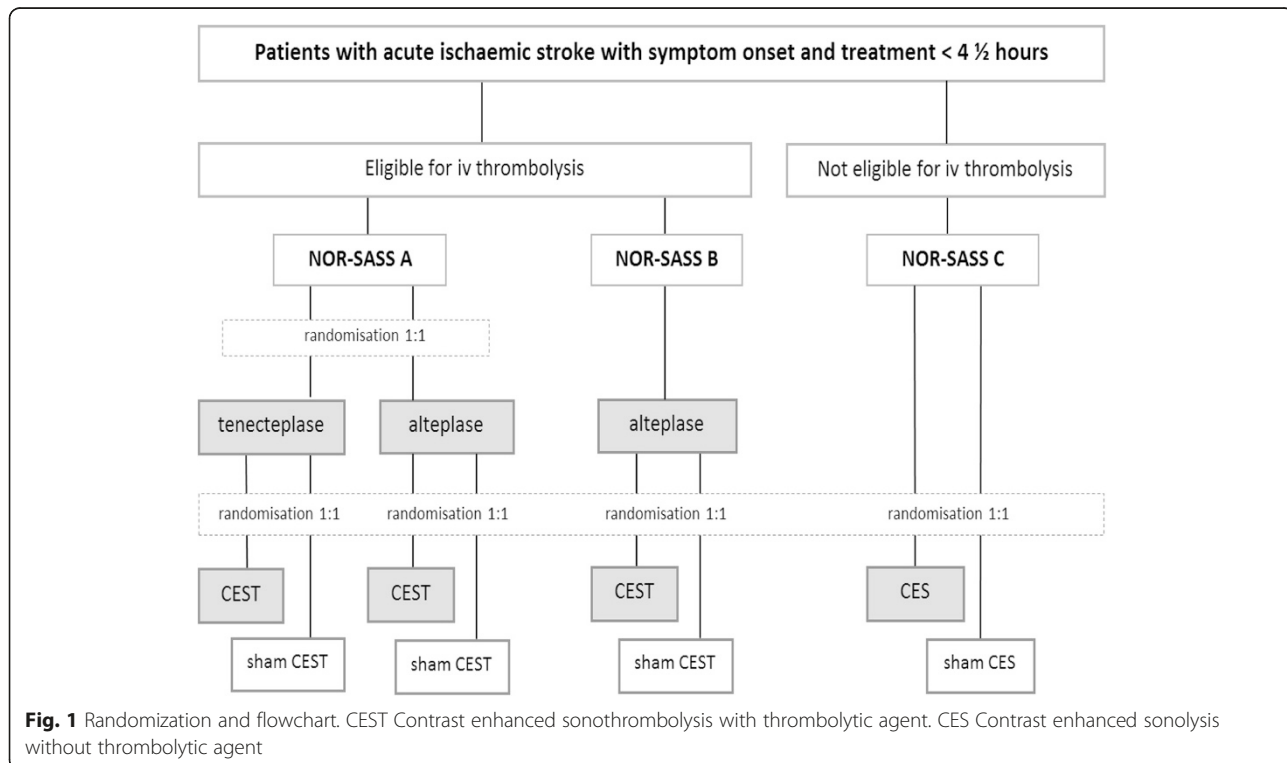 Patients with acute ischaemic stroke with symptom onset and treatment < 4 ½ hours
Eligible for iv thrombolysis
Not eligible for iv thrombolysis
NOR-SASS A
NOR-SASS B
NOR-SASS C
randomisation 1:1
tenecteplase
alteplase
alteplase
randomisation 1:1
randomisation 1:1
randomisation 1:1
randomisation 1:1
CEST
CEST
CEST
CES
sham CEST
sham CEST
sham CEST
sham CES
Fig. 1 Randomization and flowchart. CEST Contrast enhanced sonothrombolysis with thrombolytic agent. CES Contrast enhanced sonolysis
without thrombolytic agent